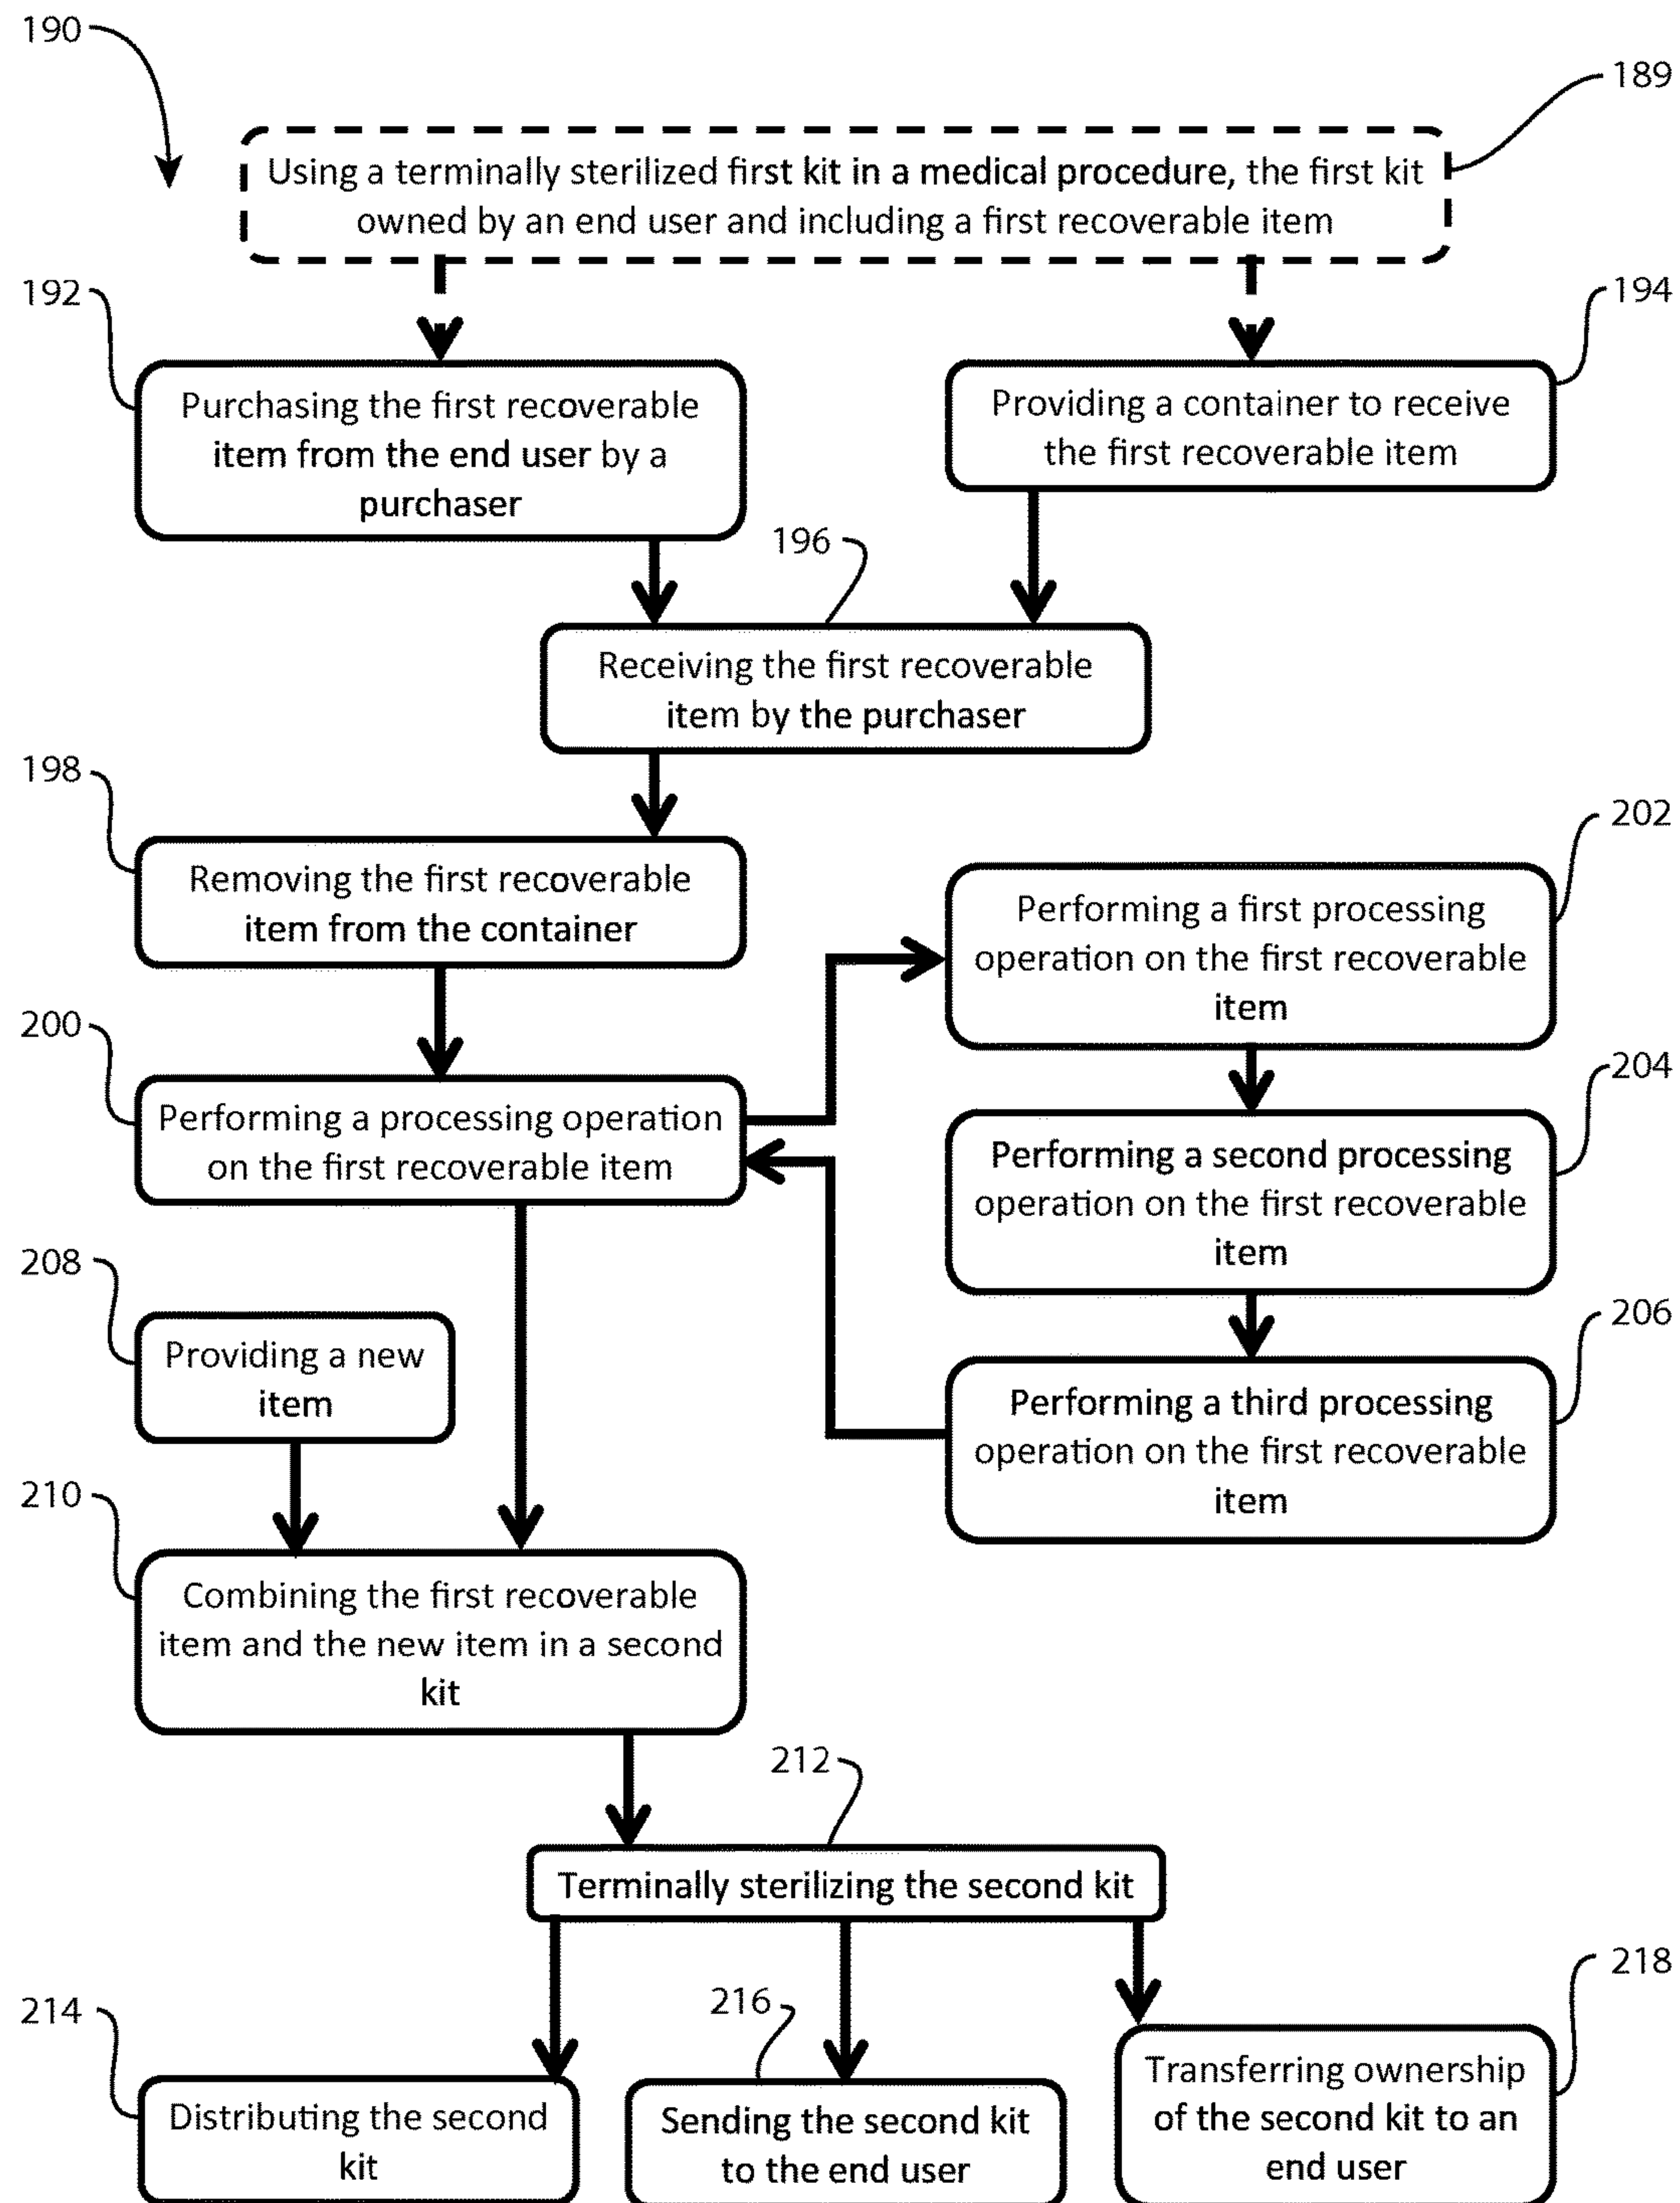 190
189
Using a terminally sterilized first kit in a medical procedure, the first kit
owned by an end user and including a first recoverable item
192
194
Purchasing the first recoverable
item from the end user by a
purchaser
Providing a container to receive
the first recoverable item
196
Receiving the first recoverable
item by the purchaser
198
Removing the first recoverable
item from the container
202
Performing a first processing
operation on the first recoverable
item
200
Performing a processing operation
on the first recoverable item
204
Performing a second processing
operation on the first recoverable
item
208
Providing a new
item
206
Performing a third processing
operation on the first recoverable
item
210
Combining the first recoverable
item and the new item in a second
kit
212
Terminally sterilizing the second kit
214
Distributing the second
kit
216
Sending the second kit
to the end user
218
Transferring ownership
of the second kit to an
end user